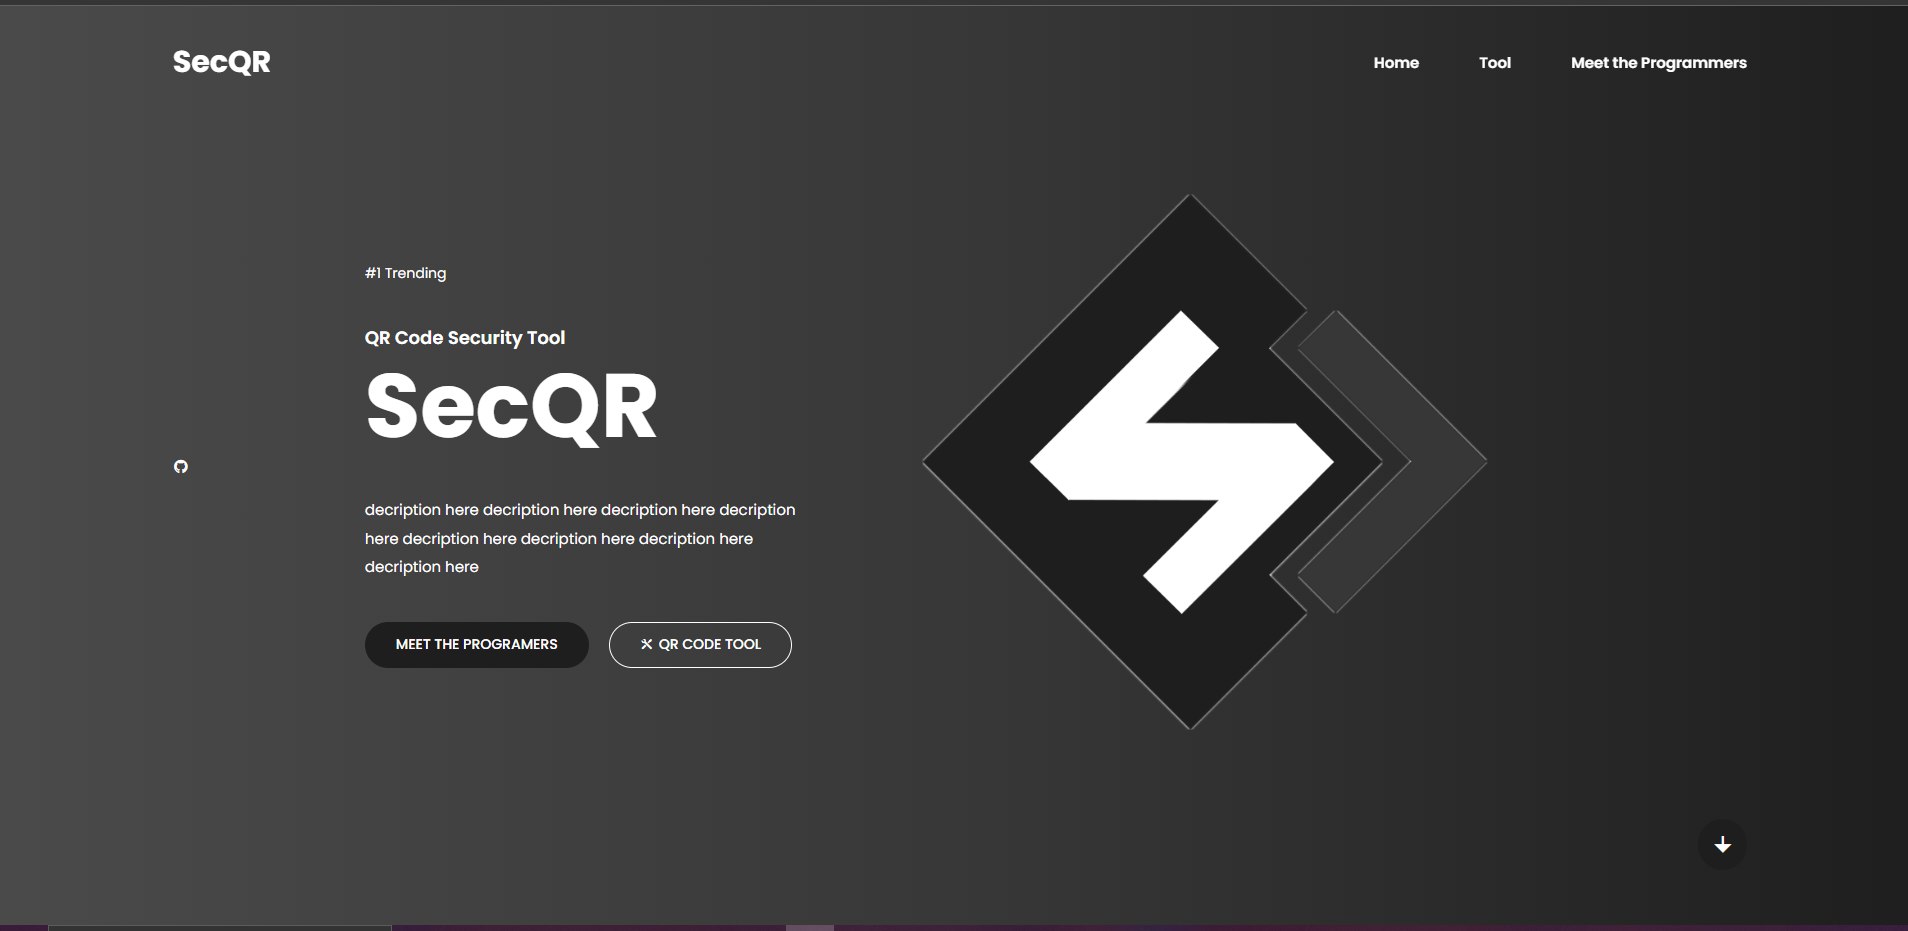 SecQR
Home
Tool
Meet the Programmers
#1 Trending
QR Code Security Tool
SecQR
decription here decription here decription here decription
here decription here decription here decription here
decription here
MEET THE PROGRAMERS
QR CODE TOOL